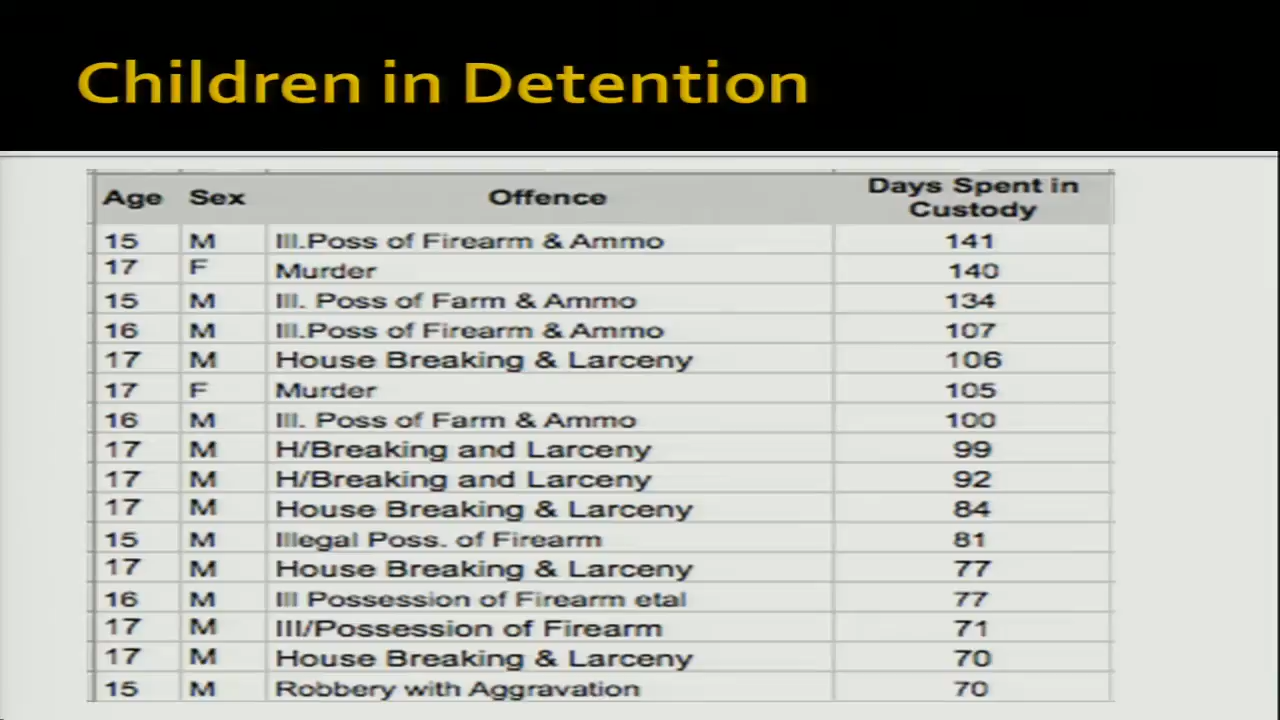 Children in Detention
Age Sex Offence Days Spent in Custody
15 M Ill.Poss of Firearm & Ammo 141
17 F Murder 140
15 M Ill. Poss of Farm & Ammo 134
16 M Ill.Poss of Firearm & Ammo 107
17 M House Breaking & Larceny 106
17 F Murder 105
16 M Ill. Poss of Farm & Ammo 100
17 M H/Breaking and Larceny 99
17 M H/Breaking and Larceny 92
17 M House Breaking & Larceny 84
15 M Illegal Poss. of Firearm 81
17 M House Breaking & Larceny 77
16 M Ill Possession of Firearm etal 77
17 M Ill/Possession of Firearm 71
17 M House Breaking & Larceny 70
15 M Robbery with Aggravation 70